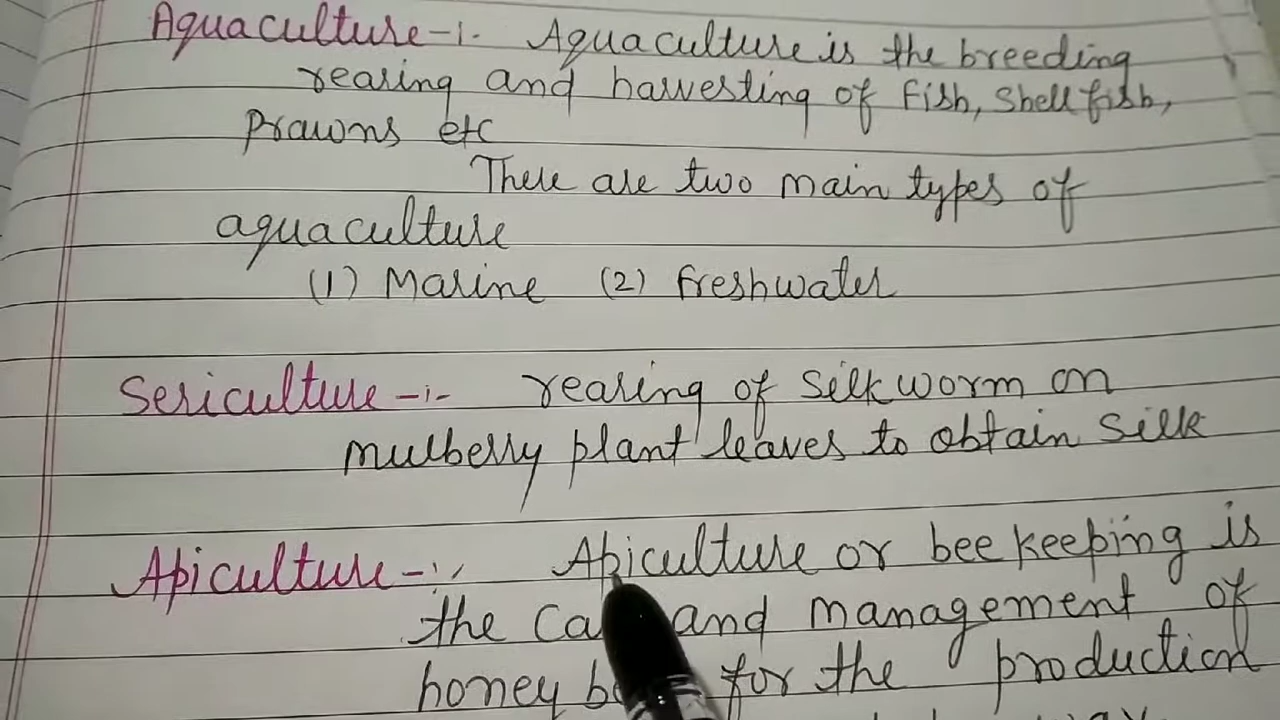 Aquaculture -:- Aquaculture is the breeding
rearing and harvesting of fish, shell fish,
Prawns etc
There are two main types of
aquaculture
(1) Marine (2) freshwater
Sericulture -:- rearing of silk worm on
mulberry plant leaves to obtain silk
Apiculture -:- Apiculture or bee keeping is
the and management of
honey for the production